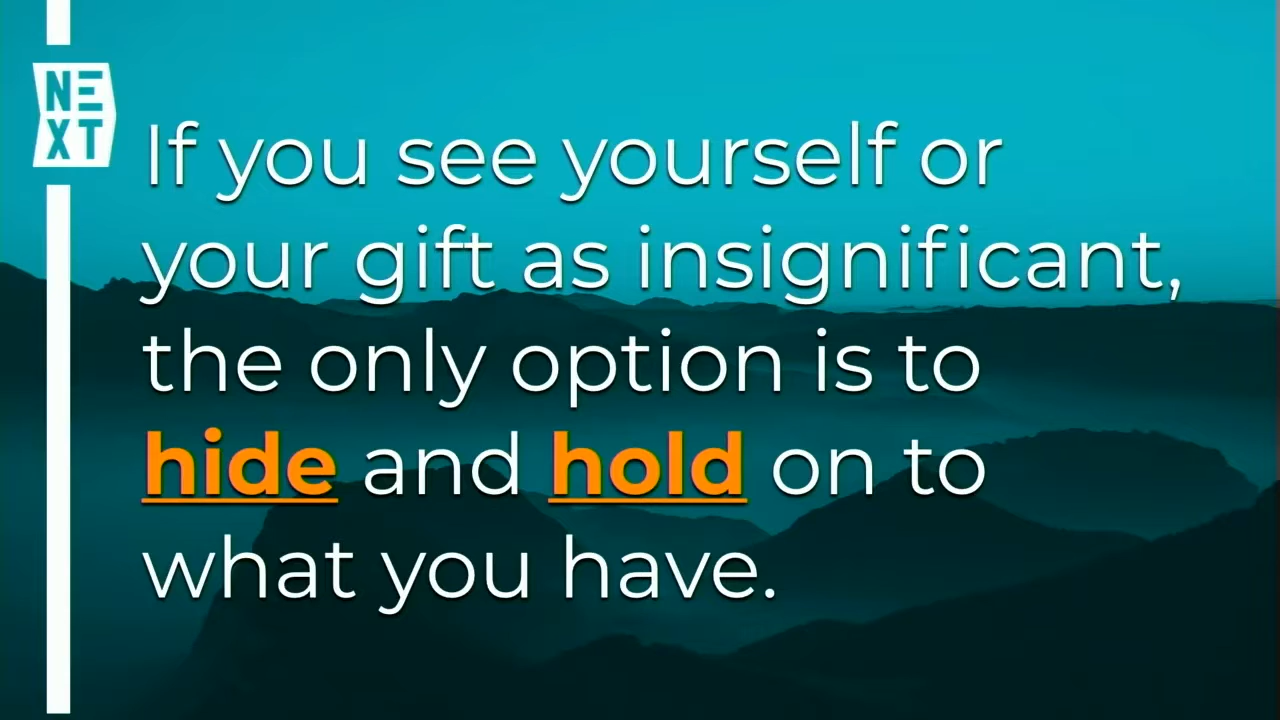 NE
XT
If you see yourself or
your gift as insignificant,
the only option is to
hide and hold on to
what you have.